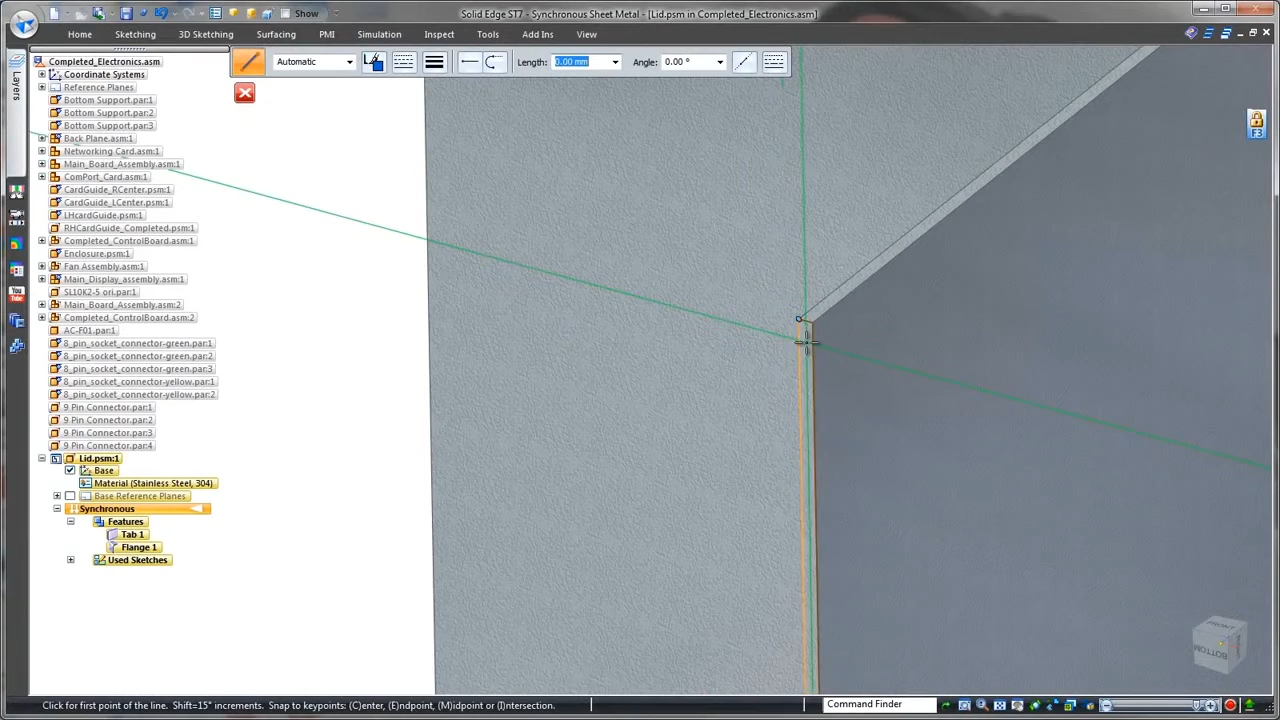 Show
Solid Edge ST7 - Synchronous Sheet Metal - [Lid.psm in Completed_Electronics.asm]
Home Sketching 3D Sketching Surfacing PMI Simulation Inspect Tools Add Ins View
Layers
Automatic Length: 0.00 mm Angle: 0.00 °
Completed_Electronics.asm
Coordinate Systems
Reference Planes
Bottom Support.par:1
Bottom Support.par:2
Bottom Support.par:3
Back Plane.asm:1
Networking Card.asm:1
Main_Board_Assembly.asm:1
ComPort_Card.asm:1
CardGuide_RCenter.psm:1
CardGuide_LCenter.psm:1
LHcardGuide.psm:1
RHCardGuide_Completed.psm:1
Completed_ControlBoard.asm:1
Enclosure.psm:1
Fan Assembly.asm:1
Main_Display_assembly.asm:1
SL10K2-5 ori.par:1
Main_Board_Assembly.asm:2
Completed_ControlBoard.asm:2
AC-F01.par:1
8_pin_socket_connector-green.par:1
8_pin_socket_connector-green.par:2
8_pin_socket_connector-green.par:3
8_pin_socket_connector-yellow.par:1
8_pin_socket_connector-yellow.par:2
9 Pin Connector.par:1
9 Pin Connector.par:2
9 Pin Connector.par:3
9 Pin Connector.par:4
Lid.psm:1
Base
Material (Stainless Steel, 304)
Base Reference Planes
Synchronous
Features
Tab 1
Flange 1
Used Sketches
F3
You
Tube
BOTTOM
Click for first point of the line. Shift=15° increments. Snap to keypoints: (C)enter, (E)ndpoint, (M)idpoint or (I)ntersection.
Command Finder